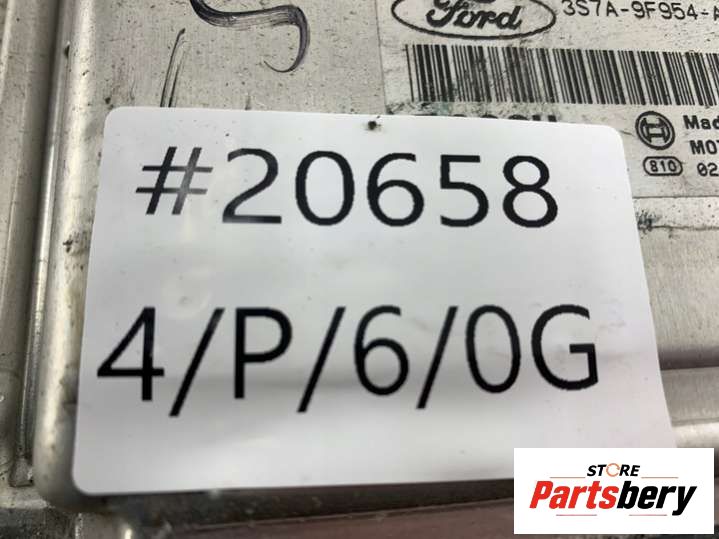 Ford
3S7A-9F954-A
Mad
MOT
810 02
#20658
4/P/6/0G
STORE
Partsbery